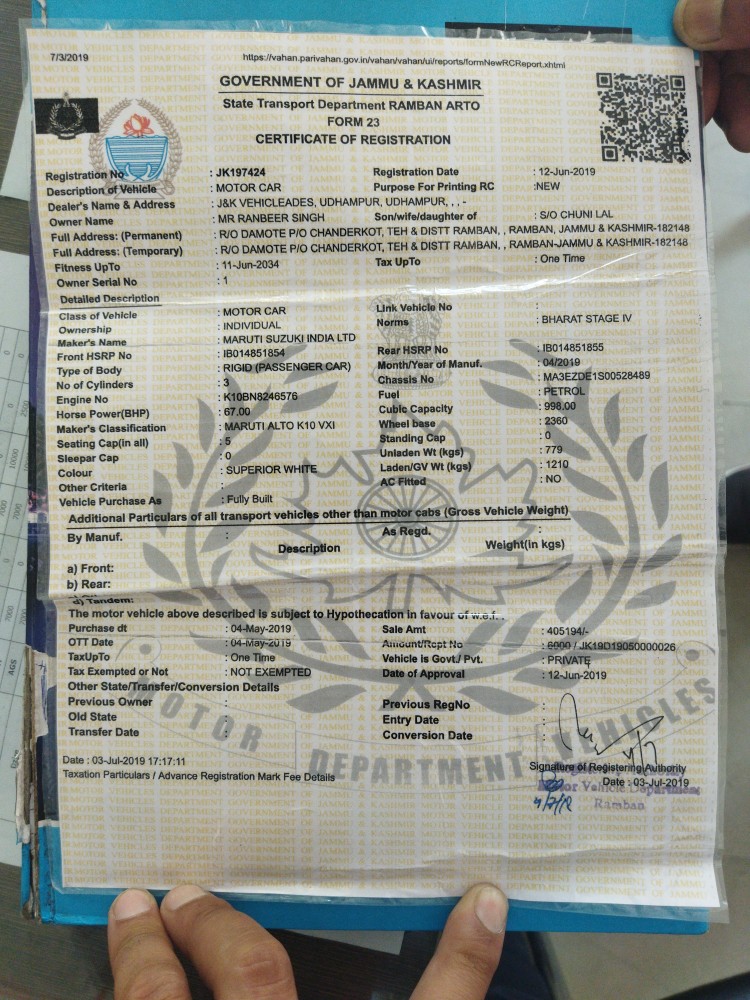 7/3/2019 https://vahan.parivahan.gov.in/vahan/vahan/ui/reports/formNewRCReport.xhtml
GOVERNMENT OF JAMMU & KASHMIR
State Transport Department RAMBAN ARTO
FORM 23
CERTIFICATE OF REGISTRATION
Registration No : JK197424 Registration Date : 12-Jun-2019
Description of Vehicle : MOTOR CAR Purpose For Printing RC :NEW
Dealer's Name & Address : J&K VEHICLEADES, UDHAMPUR, UDHAMPUR, , , -
Owner Name : MR RANBEER SINGH Son/wife/daughter of : S/O CHUNI LAL
Full Address: (Permanent) : R/O DAMOTE P/O CHANDERKOT, TEH & DISTT RAMBAN, , RAMBAN, JAMMU & KASHMIR-182148
Full Address: (Temporary) : R/O DAMOTE P/O CHANDERKOT, TEH & DISTT RAMBAN, , RAMBAN-JAMMU & KASHMIR-182148
Fitness UpTo : 11-Jun-2034 Tax UpTo : One Time
Owner Serial No : 1
Detailed Description
Class of Vehicle : MOTOR CAR Link Vehicle No :
Ownership : INDIVIDUAL Norms : BHARAT STAGE IV
Maker's Name : MARUTI SUZUKI INDIA LTD
Front HSRP No : IB014851854 Rear HSRP No : IB014851855
Type of Body : RIGID (PASSENGER CAR) Month/Year of Manuf. : 04/2019
No of Cylinders : 3 Chassis No : MA3EZDE1S00528489
Engine No : K10BN8246576 Fuel : PETROL
Horse Power(BHP) : 67.00 Cubic Capacity : 998.00
Maker's Classification : MARUTI ALTO K10 VXI Wheel base : 2360
Seating Cap(in all) : 5 Standing Cap : 0
Sleepar Cap : 0 Unladen Wt (kgs) : 779
Colour : SUPERIOR WHITE Laden/GV Wt (kgs) : 1210
Other Criteria : AC Fitted : NO
Vehicle Purchase As : Fully Built
Additional Particulars of all transport vehicles other than motor cabs (Gross Vehicle Weight)
By Manuf. : As Regd. :
Description Weight(in kgs)
a) Front:
b) Rear:
d) Tandem:
The motor vehicle above described is subject to Hypothecation in favour of w.e.f. .
Purchase dt : 04-May-2019 Sale Amt : 405194/-
OTT Date : 04-May-2019 Amount/Rcpt No : 6000 / JK19D19050000026
TaxUpTo : One Time Vehicle is Govt./ Pvt. : PRIVATE
Tax Exempted or Not : NOT EXEMPTED Date of Approval : 12-Jun-2019
Other State/Transfer/Conversion Details
Previous Owner : Previous RegNo :
Old State : Entry Date :
Transfer Date : Conversion Date :
MOTOR VEHICLES DEPARTMENT
Date : 03-Jul-2019 17:17:11 Signature of Registering Authority
Taxation Particulars / Advance Registration Mark Fee Details Date : 03-Jul-2019
Motor Vehicle Department
Ramban